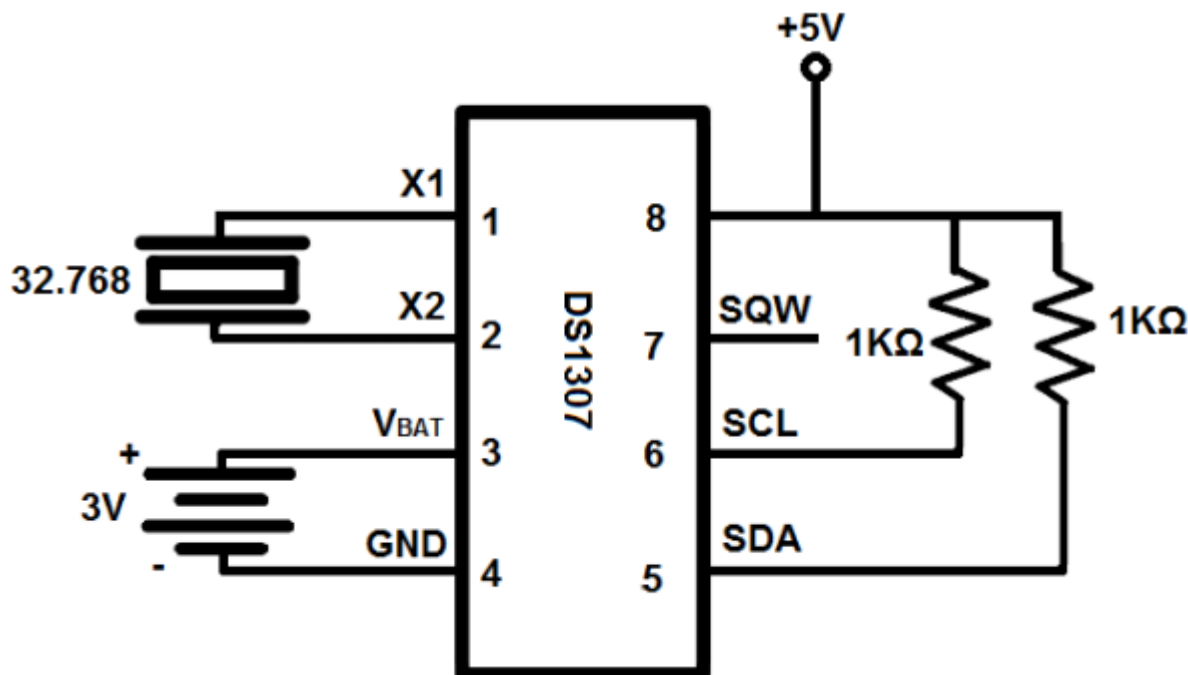 +5V
X1
1
8
32.768
X2
2
DS1307
7
SQW
1KΩ
1KΩ
VBAT
3
6
SCL
+
3V
-
GND
4
5
SDA